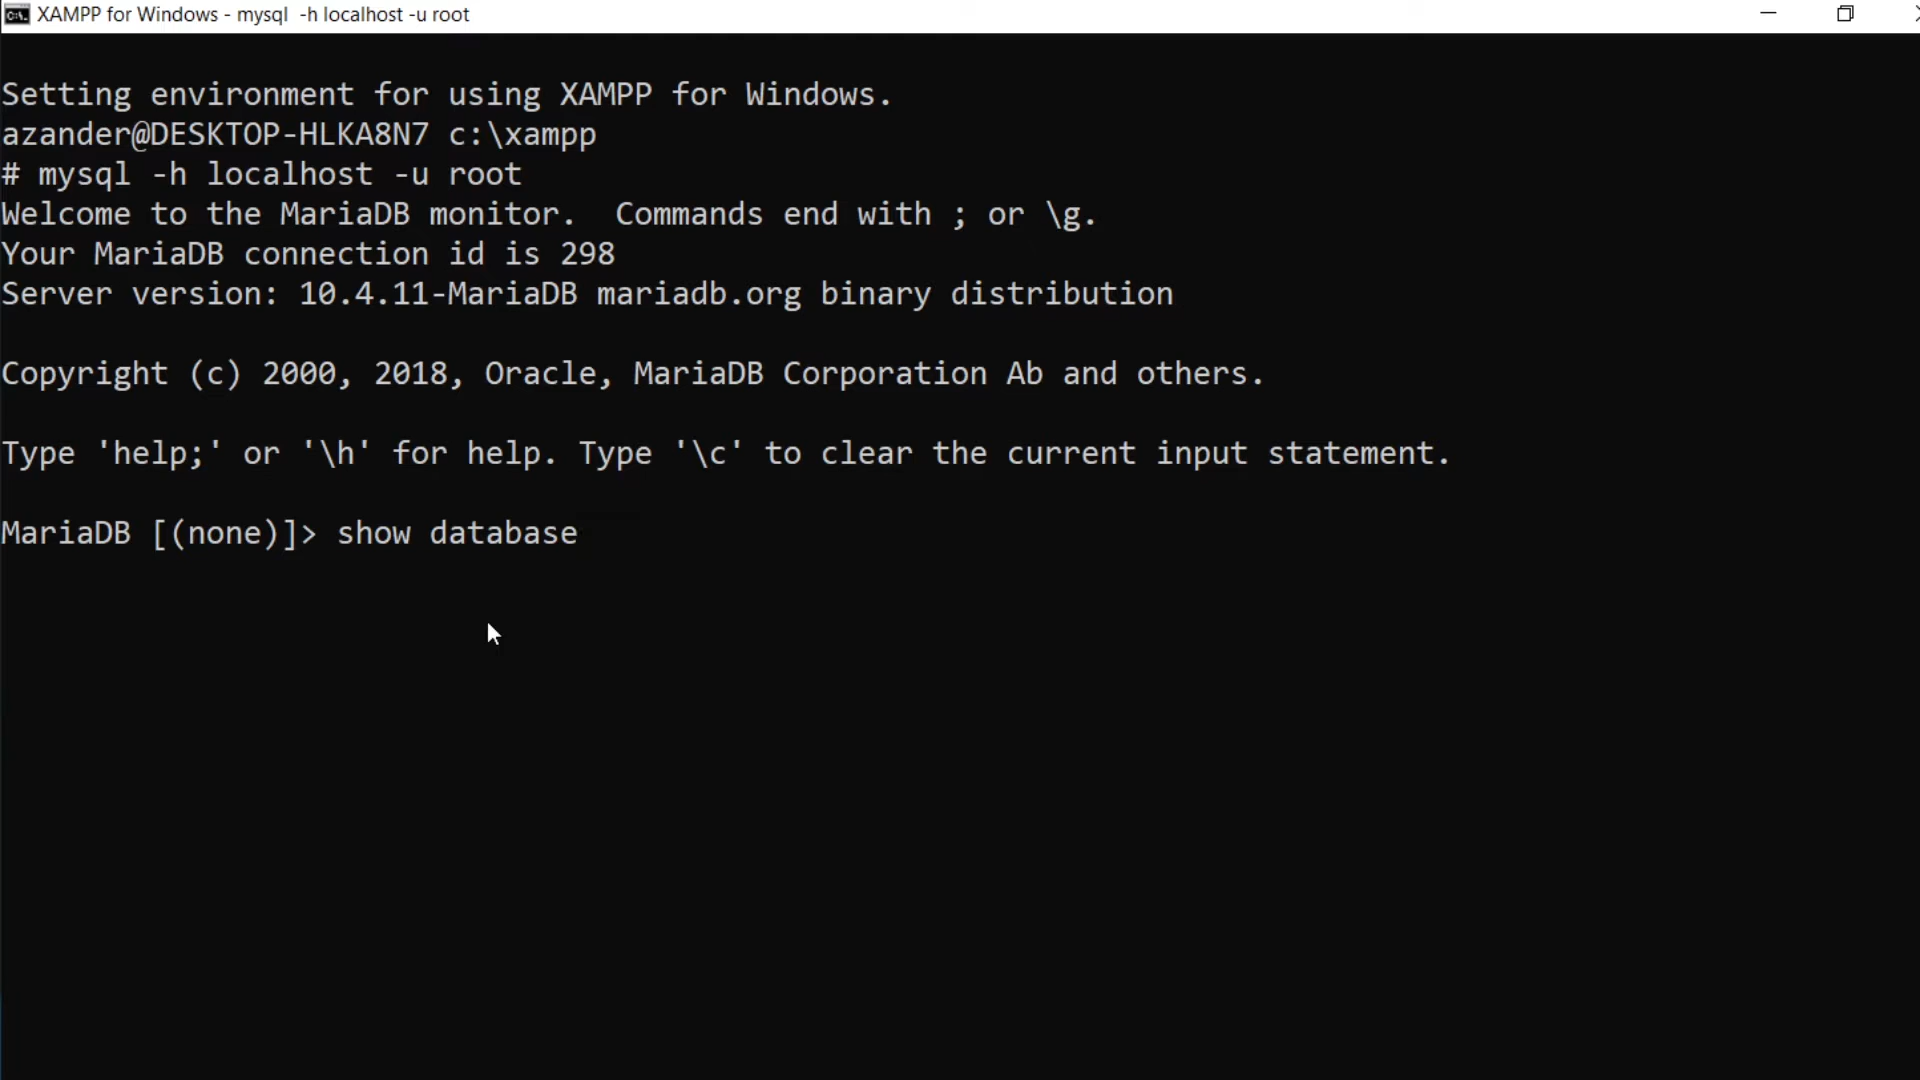 XAMPP for Windows - mysql  -h localhost -u root
Setting environment for using XAMPP for Windows.
azander@DESKTOP-HLKA8N7 c:\xampp
# mysql -h localhost -u root
Welcome to the MariaDB monitor.  Commands end with ; or \g.
Your MariaDB connection id is 298
Server version: 10.4.11-MariaDB mariadb.org binary distribution
Copyright (c) 2000, 2018, Oracle, MariaDB Corporation Ab and others.
Type 'help;' or '\h' for help. Type '\c' to clear the current input statement.
MariaDB [(none)]> show database